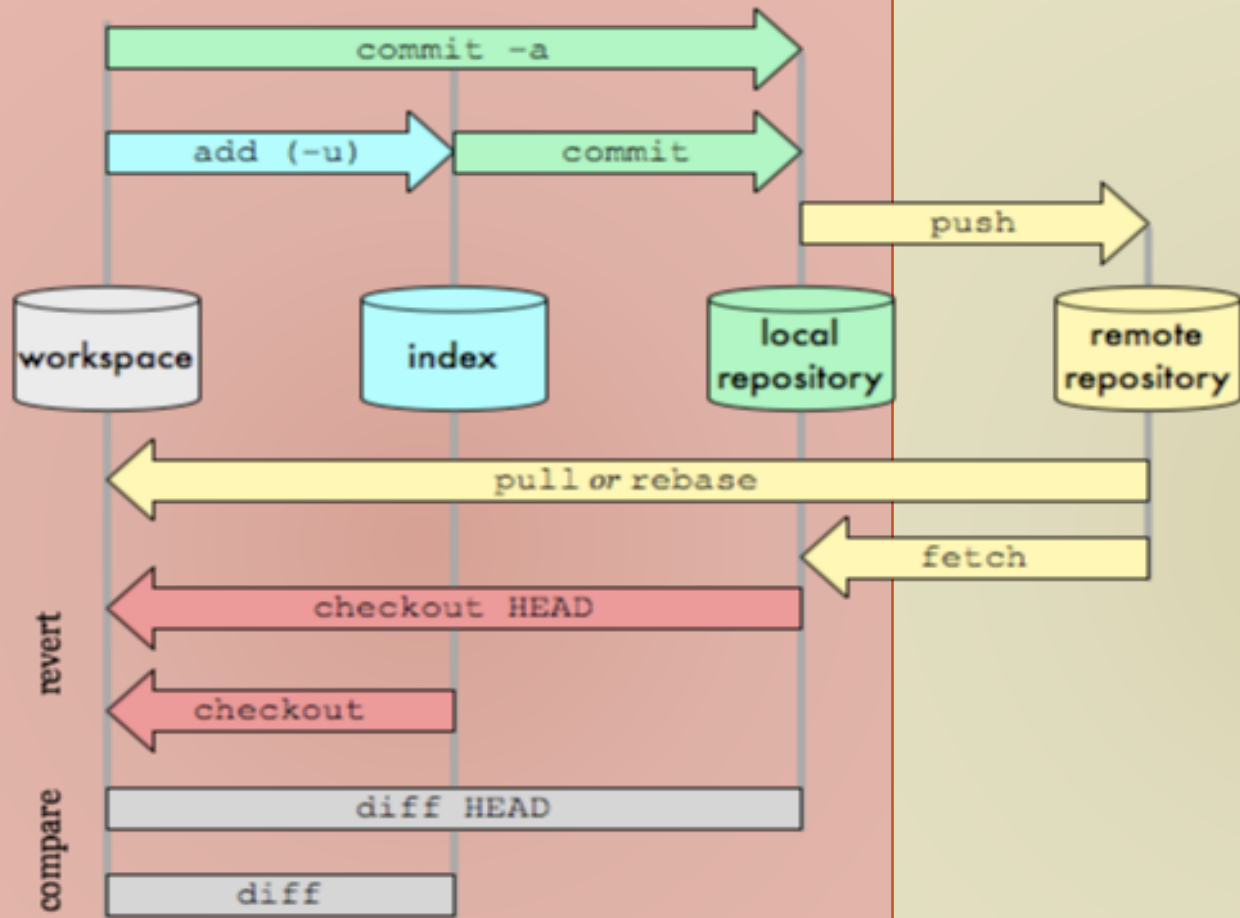 commit -a
add (-u)
commit
push
workspace
index
local
repository
remote
repository
pull or rebase
fetch
revert
checkout HEAD
checkout
compare
diff HEAD
diff